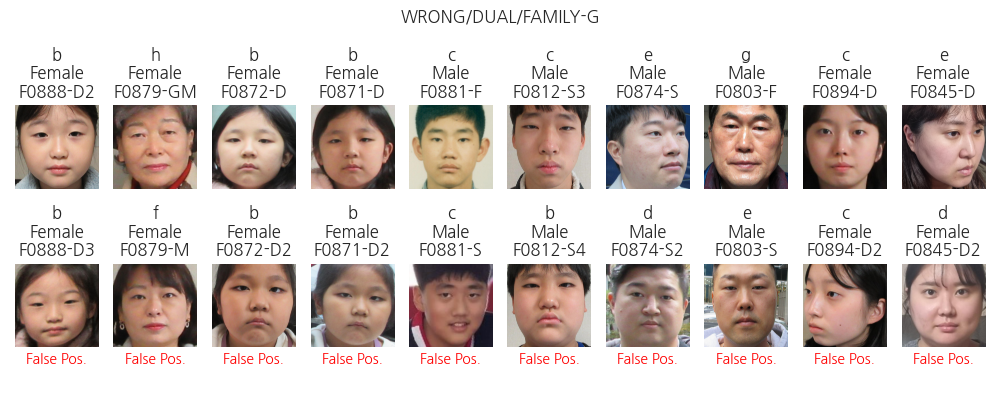 WRONG/DUAL/FAMILY-G
b h b b c c e g c e
Female Female Female Female Male Male Male Male Female Female
F0888-D2 F0879-GM F0872-D F0871-D F0881-F F0812-S3 F0874-S F0803-F F0894-D F0845-D
b f b b c b d e c d
Female Female Female Female Male Male Male Male Female Female
F0888-D3 F0879-M F0872-D2 F0871-D2 F0881-S F0812-S4 F0874-S2 F0803-S F0894-D2 F0845-D2
False Pos. False Pos. False Pos. False Pos. False Pos. False Pos. False Pos. False Pos. False Pos. False Pos.